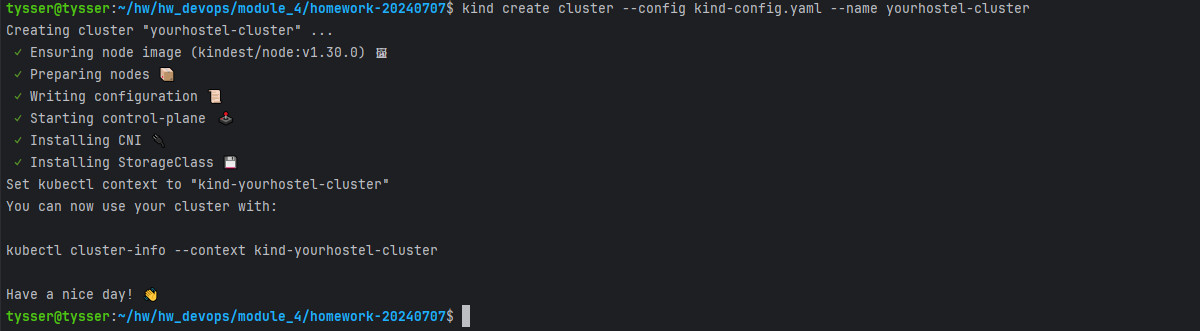 tysser@tysser:~/hw/hw_devops/module_4/homework-20240707$ kind create cluster --config kind-config.yaml --name yourhostel-cluster
Creating cluster "yourhostel-cluster" ...
✓ Ensuring node image (kindest/node:v1.30.0) 🖼
✓ Preparing nodes 📦
✓ Writing configuration 📜
✓ Starting control-plane 🕹️
✓ Installing CNI 🔌
✓ Installing StorageClass 💾
Set kubectl context to "kind-yourhostel-cluster"
You can now use your cluster with:
kubectl cluster-info --context kind-yourhostel-cluster
Have a nice day! 👋
tysser@tysser:~/hw/hw_devops/module_4/homework-20240707$